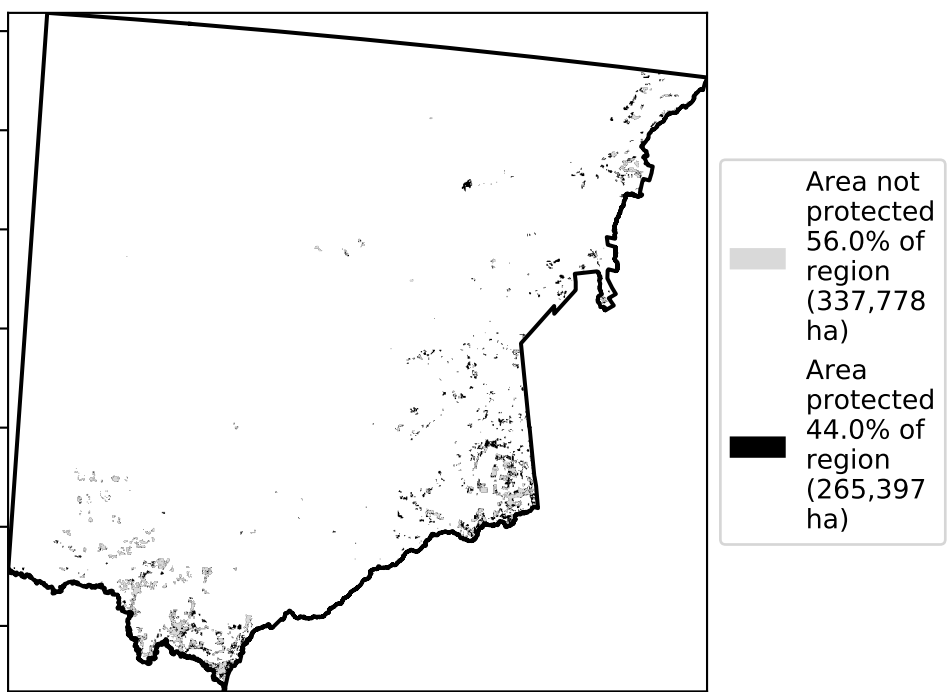 Area not
protected
56.0% of
region
(337,778
ha)
Area
protected
44.0% of
region
(265,397
ha)